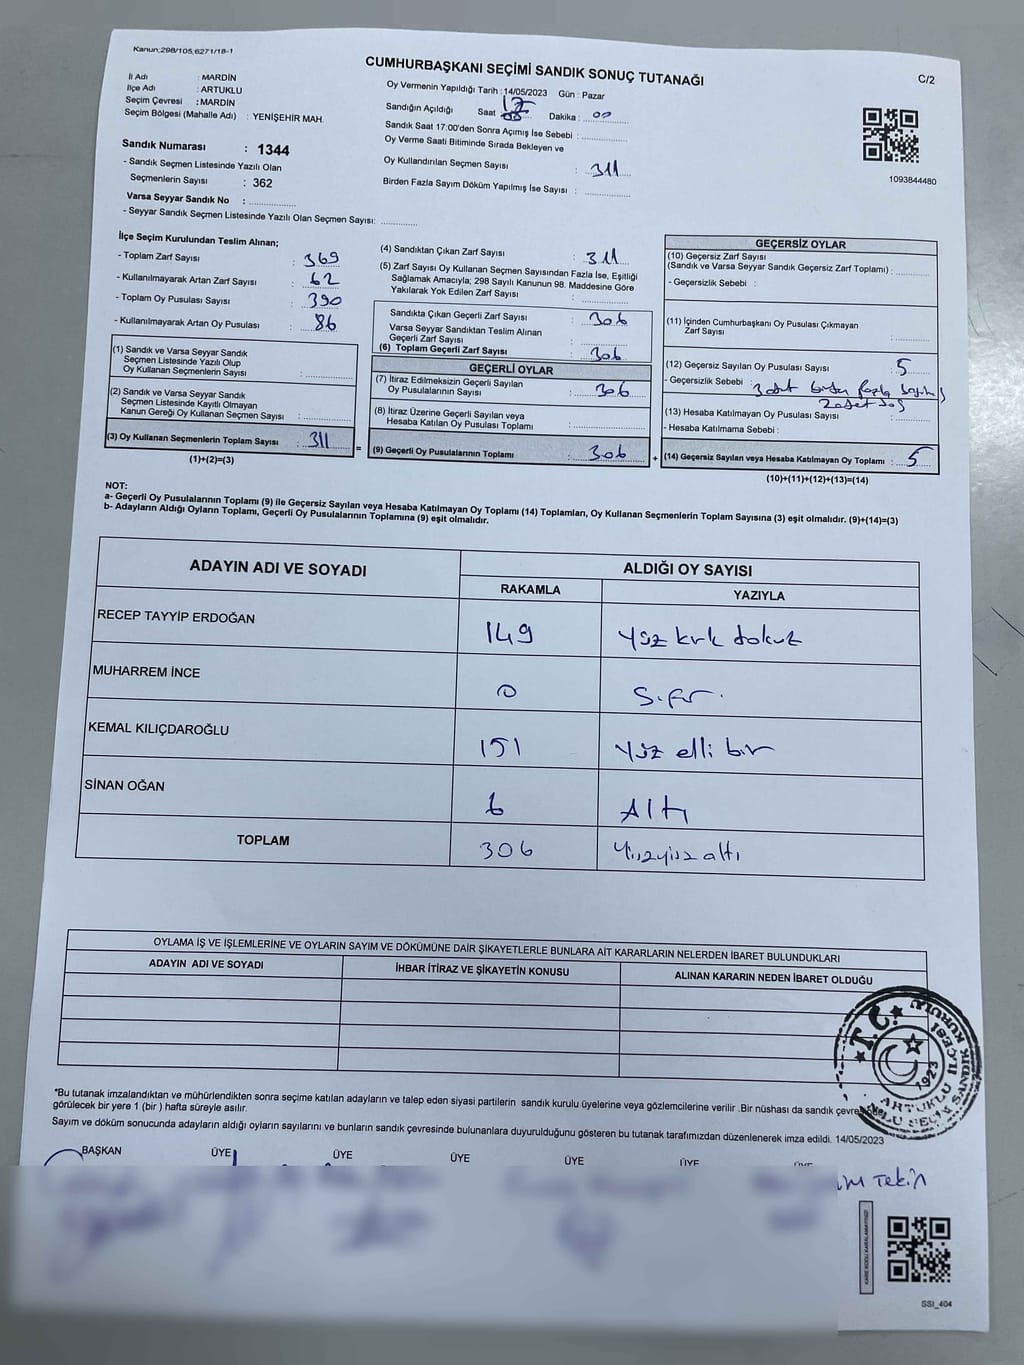 Kanun;298/105,6271/18-1
CUMHURBAŞKANI SEÇİMİ SANDIK SONUÇ TUTANAĞI
C/2
İl Adı : MARDİN
İlçe Adı : ARTUKLU
Seçim Çevresi : MARDİN
Seçim Bölgesi (Mahalle Adı) : YENİŞEHİR MAH.
Oy Vermenin Yapıldığı Tarih : 14/05/2023 Gün : Pazar
Sandığın Açıldığı Saat 17 Dakika : 00
Sandık Saat 17:00'den Sonra Açımış İse Sebebi :
Oy Verme Saati Bitiminde Sırada Bekleyen ve
Oy Kullandırılan Seçmen Sayısı : 311
Birden Fazla Sayım Döküm Yapılmış İse Sayısı :
1093844480
Sandık Numarası : 1344
- Sandık Seçmen Listesinde Yazılı Olan
Seçmenlerin Sayısı : 362
Varsa Seyyar Sandık No :
- Seyyar Sandık Seçmen Listesinde Yazılı Olan Seçmen Sayısı:
İlçe Seçim Kurulundan Teslim Alınan;
- Toplam Zarf Sayısı : 369
- Kullanılmayarak Artan Zarf Sayısı : 62
- Toplam Oy Pusulası Sayısı : 390
- Kullanılmayarak Artan Oy Pusulası : 86
(1) Sandık ve Varsa Seyyar Sandık
Seçmen Listesinde Yazılı Olup
Oy Kullanan Seçmenlerin Sayısı :
(2) Sandık ve Varsa Seyyar Sandık
Seçmen Listesinde Kayıtlı Olmayan
Kanun Gereği Oy Kullanan Seçmen Sayısı :
(3) Oy Kullanan Seçmenlerin Toplam Sayısı : 311
(1)+(2)=(3)
(4) Sandıktan Çıkan Zarf Sayısı : 311
(5) Zarf Sayısı Oy Kullanan Seçmen Sayısından Fazla İse, Eşitliği
Sağlamak Amacıyla; 298 Sayılı Kanunun 98. Maddesine Göre
Yakılarak Yok Edilen Zarf Sayısı :
Sandıkta Çıkan Geçerli Zarf Sayısı : 306
Varsa Seyyar Sandıktan Teslim Alınan
Geçerli Zarf Sayısı :
(6) Toplam Geçerli Zarf Sayısı : 306
GEÇERLİ OYLAR
(7) İtiraz Edilmeksizin Geçerli Sayılan
Oy Pusulasının Sayısı : 306
(8) İtiraz Üzerine Geçerli Sayılan veya
Hesaba Katılan Oy Pusulası Toplamı :
= (9) Geçerli Oy Pusulalarının Toplamı : 306
GEÇERSİZ OYLAR
(10) Geçersiz Zarf Sayısı
(Sandık ve Varsa Seyyar Sandık Geçersiz Zarf Toplamı) :
- Geçersizlik Sebebi :
(11) İçinden Cumhurbaşkanı Oy Pusulası Çıkmayan
Zarf Sayısı :
(12) Geçersiz Sayılan Oy Pusulası Sayısı : 5
- Geçersizlik Sebebi : 3 adet birden fazla
2 adet boş
(13) Hesaba Katılmayan Oy Pusulası Sayısı :
- Hesaba Katılmama Sebebi :
+ (14) Geçersiz Sayılan veya Hesaba Katılmayan Oy Toplamı : 5
(10)+(11)+(12)+(13)=(14)
NOT:
a- Geçerli Oy Pusulalarının Toplamı (9) ile Geçersiz Sayılan veya Hesaba Katılmayan Oy Toplamı (14) Toplamları, Oy Kullanan Seçmenlerin Toplam Sayısına (3) eşit olmalıdır. (9)+(14)=(3)
b- Adayların Aldığı Oyların Toplamı, Geçerli Oy Pusulalarının Toplamına (9) eşit olmalıdır.
ADAYIN ADI VE SOYADI
ALDIĞI OY SAYISI
RAKAMLA YAZIYLA
RECEP TAYYİP ERDOĞAN 149 Yüz kırk dokuz
MUHARREM İNCE 0 Sıfır.
KEMAL KILIÇDAROĞLU 151 Yüz elli bir
SİNAN OĞAN 6 Altı
TOPLAM 306 altı
OYLAMA İŞ VE İŞLEMLERİNE VE OYLARIN SAYIM VE DÖKÜMÜNE DAİR ŞİKAYETLERLE BUNLARA AİT KARARLARIN NELERDEN İBARET BULUNDUKLARI
ADAYIN ADI VE SOYADI İHBAR İTİRAZ VE ŞİKAYETİN KONUSU ALINAN KARARIN NEDEN İBARET OLDUĞU
T.C.
1923
ARTUKLU
*Bu tutanak imzalandıktan ve mühürlendikten sonra seçime katılan adayların ve talep eden siyasi partilerin sandık kurulu üyelerine veya gözlemcilerine verilir .Bir nüshası da sandık
görülecek bir yere 1 (bir ) hafta süreyle asılır.
Sayım ve döküm sonucunda adayların aldığı oyların sayılarını ve bunların sandık çevresinde bulunanlara duyurulduğunu gösteren bu tutanak tarafımızdan düzenlenerek imza edildi. 14/05/2023
BAŞKAN ÜYE ÜYE ÜYE ÜYE ÜYE ÜYE
Tekin
SSI_404